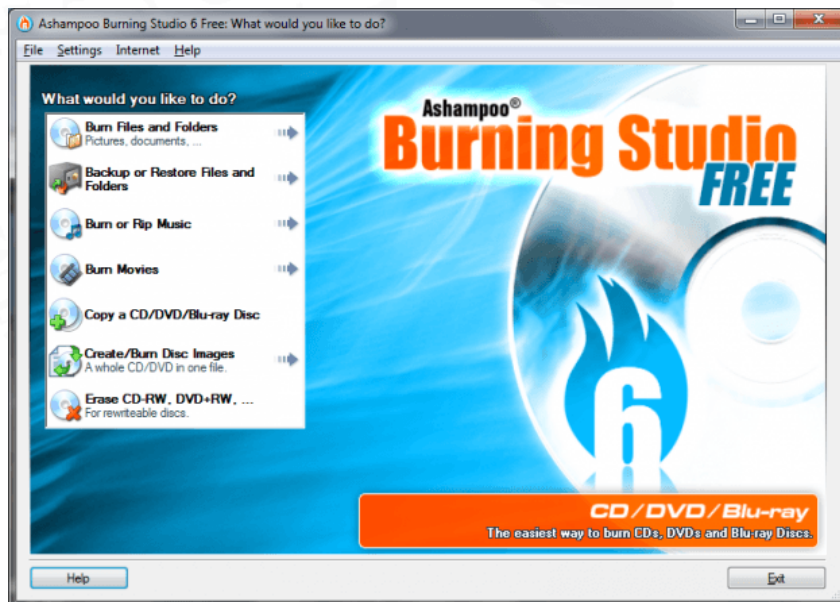 Ashampoo Burning Studio 6 Free: What would you like to do?
File Settings Internet Help
What would you like to do?
Burn Files and Folders
Pictures, documents, ...
Backup or Restore Files and
Folders
Burn or Rip Music
Burn Movies
Copy a CD/DVD/Blu-ray Disc
Create/Burn Disc Images
A whole CD/DVD in one file.
Erase CD-RW, DVD+RW, ...
For rewriteable discs.
Ashampoo®
Burning Studio
FREE
6
CD/DVD/Blu-ray
The easiest way to burn CDs, DVDs and Blu-ray Discs.
Help
Exit